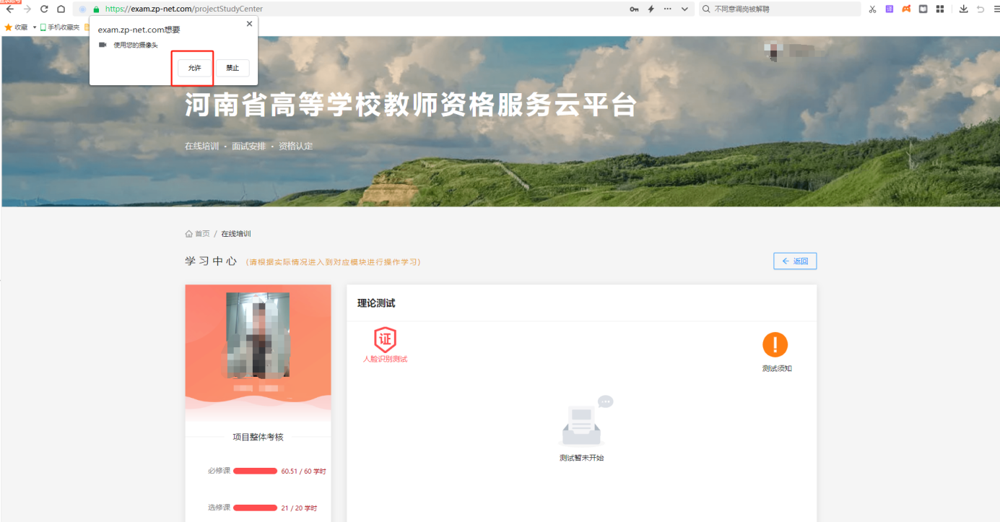 https://exam.zp-net.com/projectStudyCenter
不同意调岗被解聘
收藏
手机收藏夹
exam.zp-net.com想要
使用您的摄像头
允许
禁止
河南省高等学校教师资格服务云平台
在线培训 · 面试安排 · 资格认定
首页 / 在线培训
学习中心 (请根据实际情况进入到对应模块进行操作学习)
返回
理论测试
证
人脸识别测试
测试须知
测试暂未开始
项目整体考核
必修课 60.51 / 60 学时
选修课 21 / 20 学时